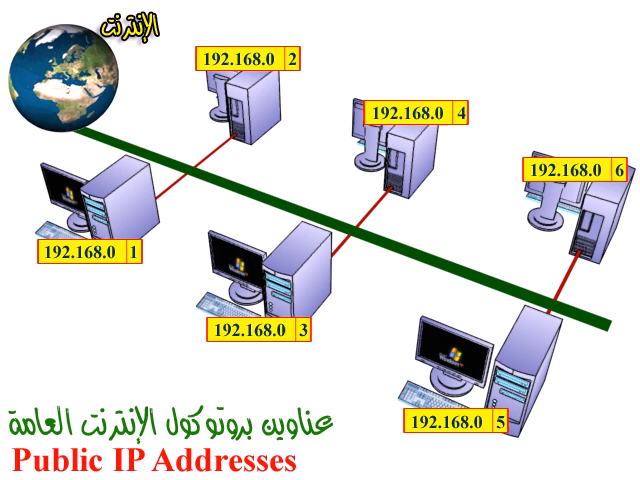 الإنترنت
192.168.0 2
192.168.0 4
192.168.0 6
192.168.0 1
192.168.0 3
192.168.0 5
عناوين بروتوكول الإنترنت العامة
Public IP Addresses